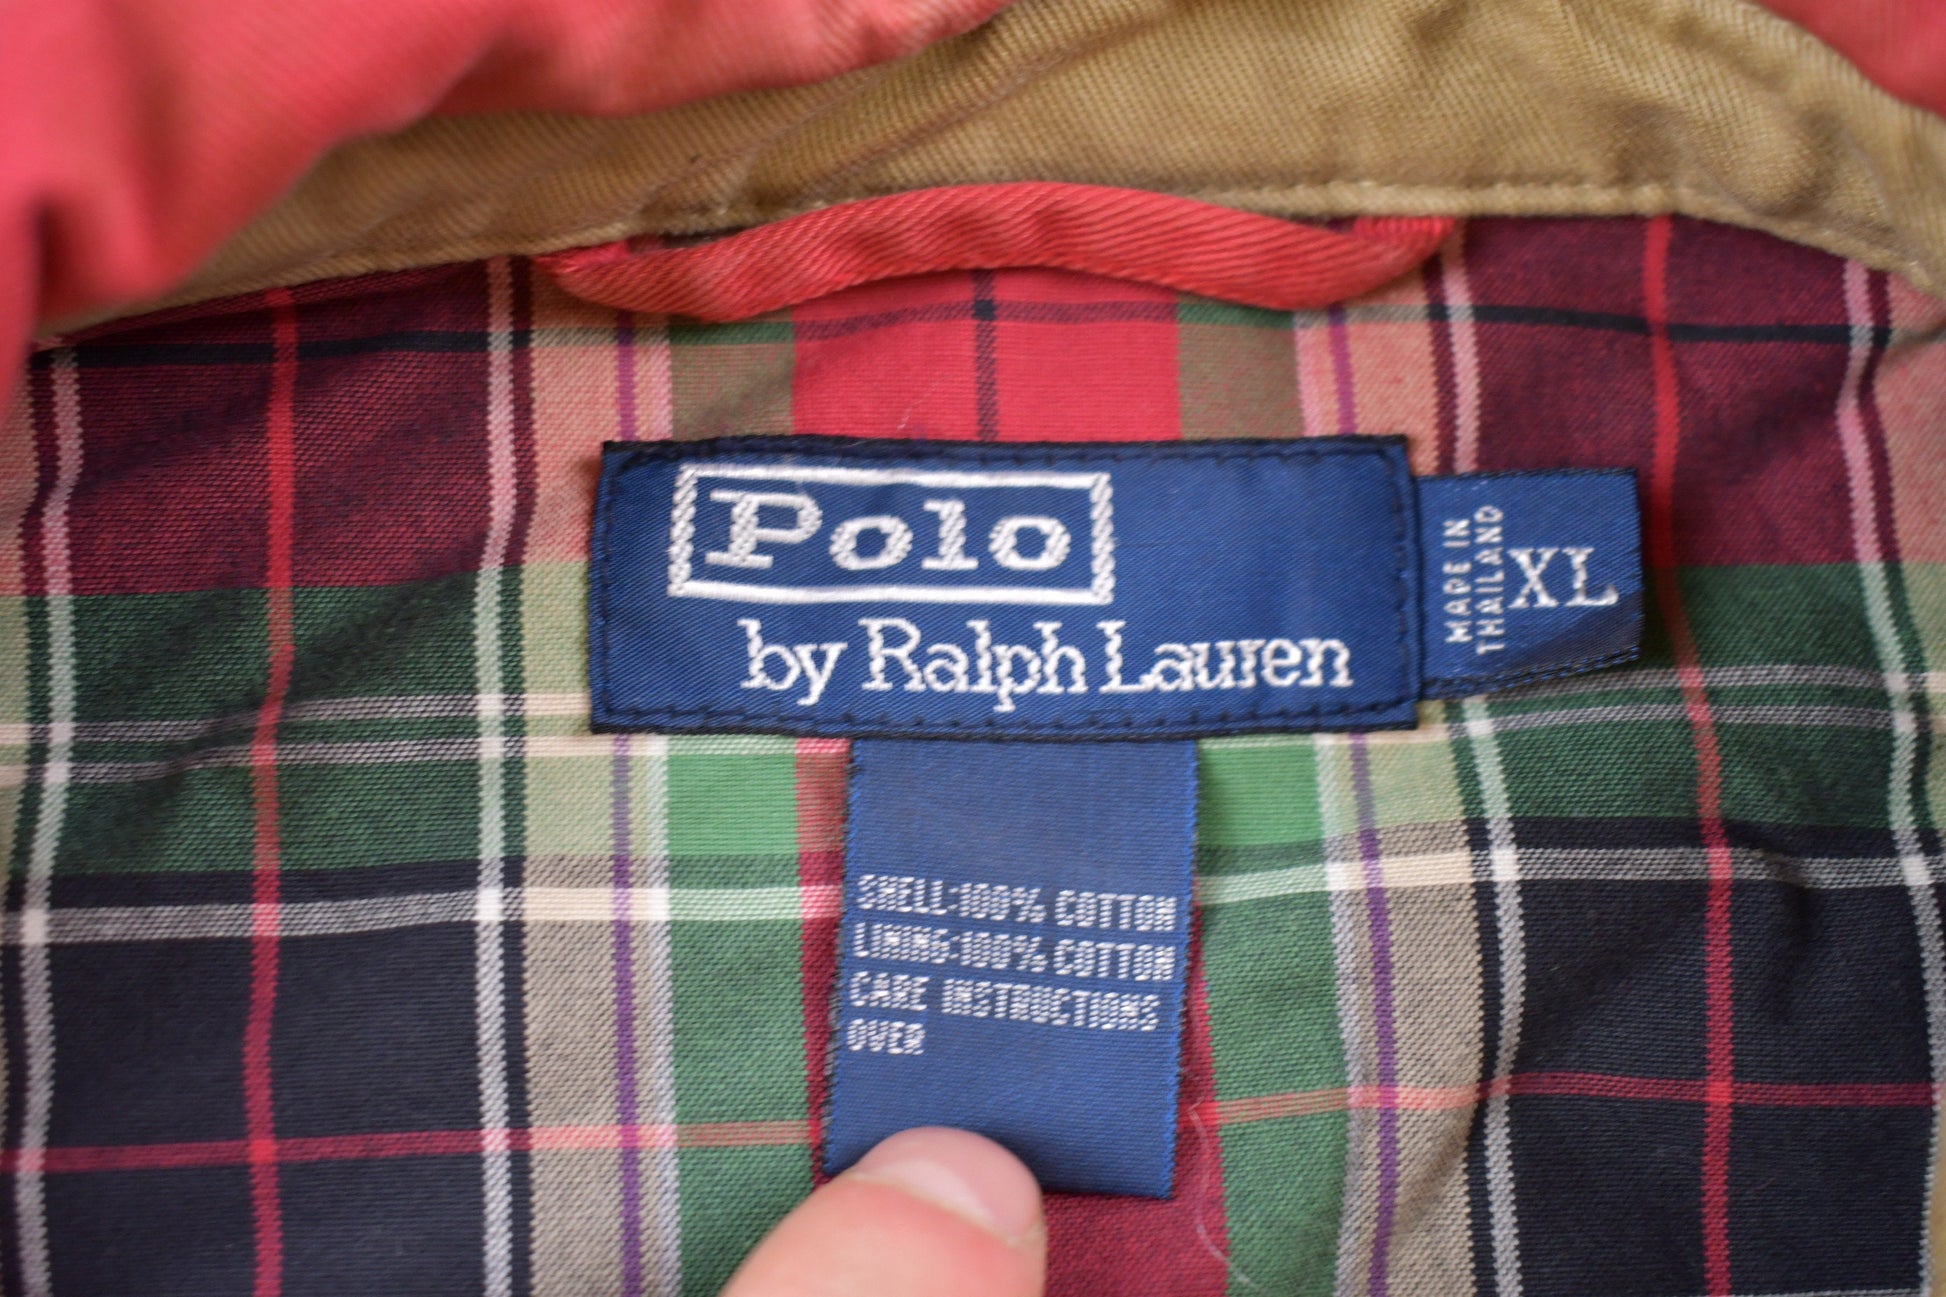 Polo
by Ralph Lauren
MADE IN
THAILAND
XL
SHELL:100% COTTON
LINING:100% COTTON
CARE INSTRUCTIONS
OVER